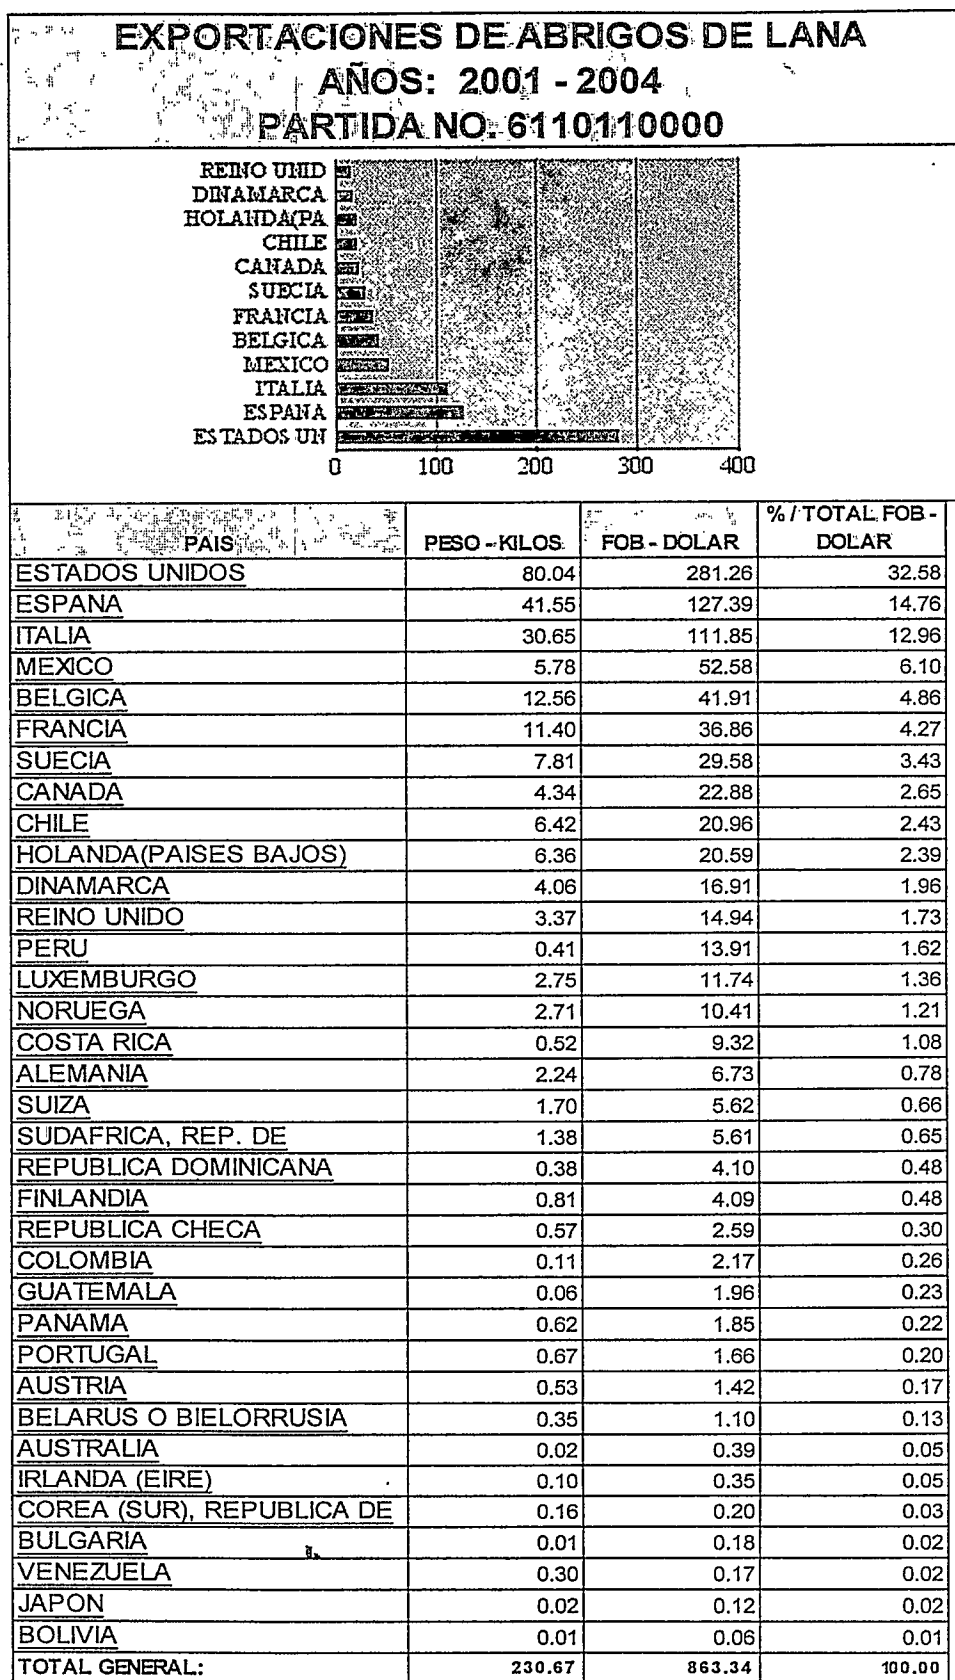 EXPORTACIONES DE ABRIGOS DE LANA
AÑOS: 2001 - 2004
PARTIDA NO. 6110110000
REINO UNID
DINAMARCA
HOLANDA(PA
CHILE
CANADA
SUECIA
FRANCIA
BELGICA
MEXICO
ITALIA
ESPANA
ESTADOS UN
0 100 200 300 400
PAIS PESO - KILOS FOB - DOLAR % / TOTAL FOB - DOLAR
ESTADOS UNIDOS 80.04 281.26 32.58
ESPANA 41.55 127.39 14.76
ITALIA 30.65 111.85 12.96
MEXICO 5.78 52.58 6.10
BELGICA 12.56 41.91 4.86
FRANCIA 11.40 36.86 4.27
SUECIA 7.81 29.58 3.43
CANADA 4.34 22.88 2.65
CHILE 6.42 20.96 2.43
HOLANDA(PAISES BAJOS) 6.36 20.59 2.39
DINAMARCA 4.06 16.91 1.96
REINO UNIDO 3.37 14.94 1.73
PERU 0.41 13.91 1.62
LUXEMBURGO 2.75 11.74 1.36
NORUEGA 2.71 10.41 1.21
COSTA RICA 0.52 9.32 1.08
ALEMANIA 2.24 6.73 0.78
SUIZA 1.70 5.62 0.66
SUDAFRICA, REP. DE 1.38 5.61 0.65
REPUBLICA DOMINICANA 0.38 4.10 0.48
FINLANDIA 0.81 4.09 0.48
REPUBLICA CHECA 0.57 2.59 0.30
COLOMBIA 0.11 2.17 0.26
GUATEMALA 0.06 1.96 0.23
PANAMA 0.62 1.85 0.22
PORTUGAL 0.67 1.66 0.20
AUSTRIA 0.53 1.42 0.17
BELARUS O BIELORRUSIA 0.35 1.10 0.13
AUSTRALIA 0.02 0.39 0.05
IRLANDA (EIRE) 0.10 0.35 0.05
COREA (SUR), REPUBLICA DE 0.16 0.20 0.03
BULGARIA 0.01 0.18 0.02
VENEZUELA 0.30 0.17 0.02
JAPON 0.02 0.12 0.02
BOLIVIA 0.01 0.06 0.01
TOTAL GENERAL: 230.67 863.34 100.00